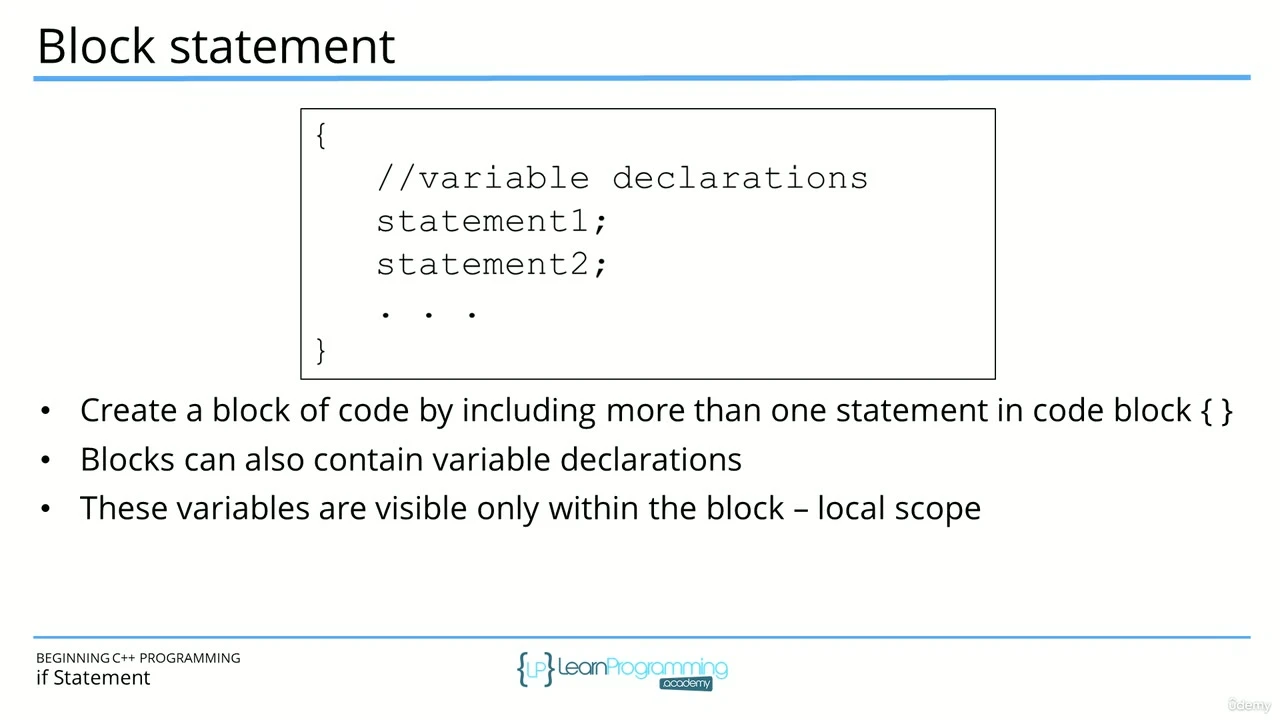 Block statement
{
//variable declarations
statement1;
statement2;
. . .
}
• Create a block of code by including more than one statement in code block { }
• Blocks can also contain variable declarations
• These variables are visible only within the block – local scope
BEGINNING C++ PROGRAMMING
if Statement
{LP} LearnProgramming
.academy
ûdemy